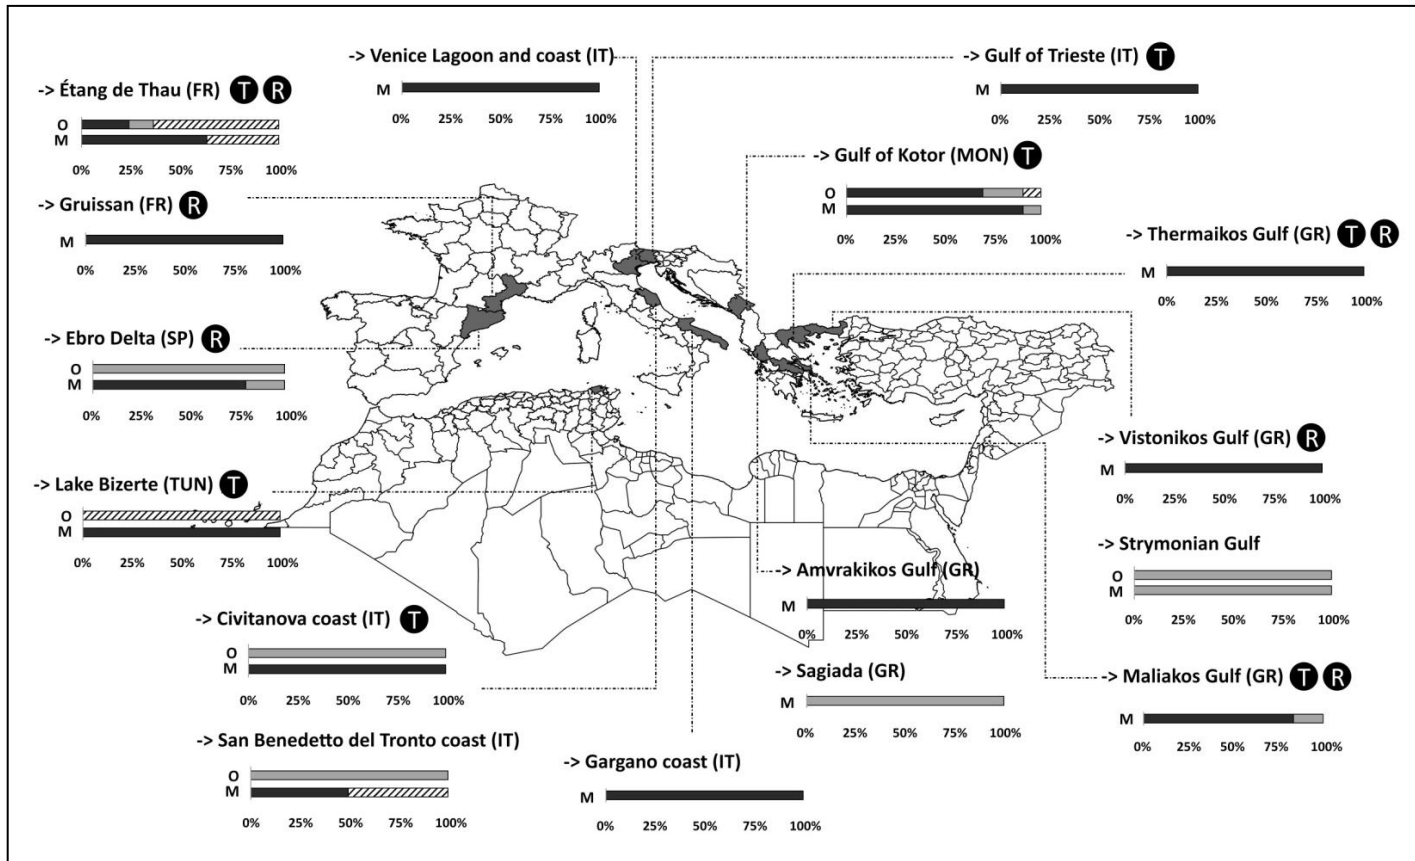 -> Venice Lagoon and coast (IT)
M
0% 25% 50% 75% 100%
-> Gulf of Trieste (IT) T
M
0% 25% 50% 75% 100%
-> Étang de Thau (FR) T R
O
M
0% 25% 50% 75% 100%
-> Gulf of Kotor (MON) T
O
M
0% 25% 50% 75% 100%
-> Gruissan (FR) R
M
0% 25% 50% 75% 100%
-> Thermaikos Gulf (GR) T R
M
0% 25% 50% 75% 100%
-> Ebro Delta (SP) R
O
M
0% 25% 50% 75% 100%
-> Vistonikos Gulf (GR) R
M
0% 25% 50% 75% 100%
-> Lake Bizerte (TUN) T
O
M
0% 25% 50% 75% 100%
-> Strymonian Gulf
O
M
0% 25% 50% 75% 100%
-> Amvrakikos Gulf (GR)
M
0% 25% 50% 75% 100%
-> Civitanova coast (IT) T
O
M
0% 25% 50% 75% 100%
-> Sagiada (GR)
M
0% 25% 50% 75% 100%
-> Maliakos Gulf (GR) T R
M
0% 25% 50% 75% 100%
-> San Benedetto del Tronto coast (IT)
O
M
0% 25% 50% 75% 100%
-> Gargano coast (IT)
M
0% 25% 50% 75% 100%